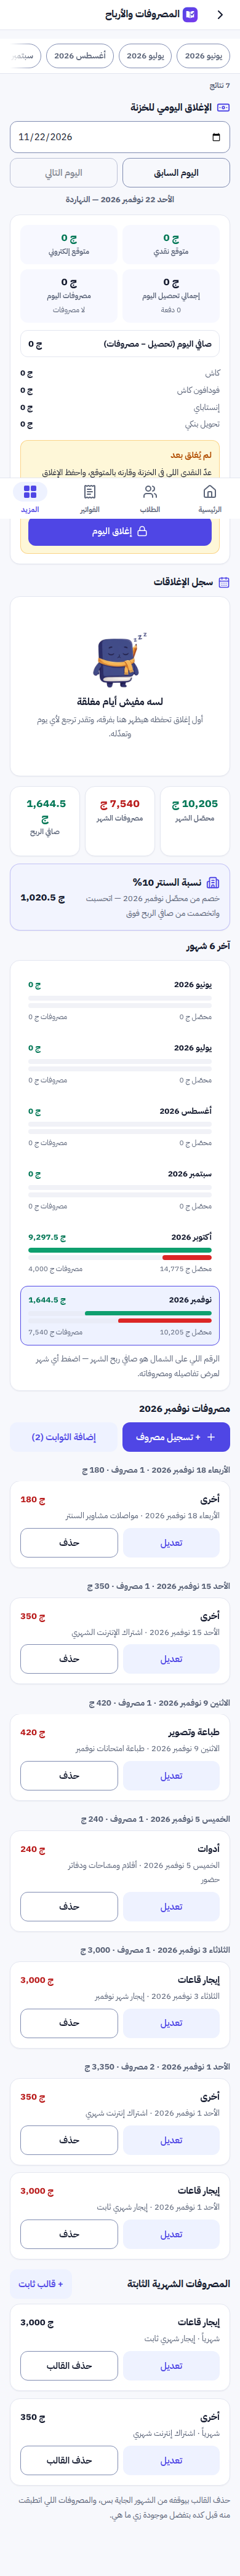 المصروفات والأرباح
يونيو 2026
يوليو 2026
أغسطس 2026
سبتمبر
7 نتائج
الإغلاق اليومي للخزنة
11/22/2026
اليوم السابق
اليوم التالي
الأحد 22 نوفمبر 2026 — النهاردة
0 ج
متوقع نقدي
0 ج
متوقع إلكتروني
0 ج
إجمالي تحصيل اليوم
0 دفعة
0 ج
مصروفات اليوم
لا مصروفات
صافي اليوم (تحصيل − مصروفات)
0 ج
كاش
0 ج
فودافون كاش
0 ج
إنستاباي
0 ج
تحويل بنكي
0 ج
لم يُغلق بعد
عدّ النقدي اللي في الخزنة وقارنه بالمتوقع، واحفظ الإغلاق
الرئيسية
الطلاب
الفواتير
المزيد
إغلاق اليوم
سجل الإغلاقات
لسه مفيش أيام مقفلة
أول إغلاق تحفظه هيظهر هنا بفرقه، وتقدر ترجع لأي يوم
وتعدّله.
10,205 ج
محصّل الشهر
7,540 ج
مصروفات الشهر
1,644.5
ج
صافي الربح
نسبة السنتر 10%
خصم من محصّل نوفمبر 2026 — اتحسبت
واتخصمت من صافي الربح فوق
1,020.5 ج
آخر 6 شهور
يونيو 2026
0 ج
محصّل 0 ج
مصروفات 0 ج
يوليو 2026
0 ج
محصّل 0 ج
مصروفات 0 ج
أغسطس 2026
0 ج
محصّل 0 ج
مصروفات 0 ج
سبتمبر 2026
0 ج
محصّل 0 ج
مصروفات 0 ج
أكتوبر 2026
9,297.5 ج
محصّل 14,775 ج
مصروفات 4,000 ج
نوفمبر 2026
1,644.5 ج
محصّل 10,205 ج
مصروفات 7,540 ج
الرقم اللي على الشمال هو صافي ربح الشهر — اضغط أي شهر
لعرض تفاصيله ومصروفاته.
مصروفات نوفمبر 2026
+ تسجيل مصروف
إضافة الثوابت (2)
الأربعاء 18 نوفمبر 2026 · 1 مصروف · 180 ج
أخرى
180 ج
الأربعاء 18 نوفمبر 2026 · مواصلات مشاوير السنتر
تعديل
حذف
الأحد 15 نوفمبر 2026 · 1 مصروف · 350 ج
أخرى
350 ج
الأحد 15 نوفمبر 2026 · اشتراك الإنترنت الشهري
تعديل
حذف
الاثنين 9 نوفمبر 2026 · 1 مصروف · 420 ج
طباعة وتصوير
420 ج
الاثنين 9 نوفمبر 2026 · طباعة امتحانات نوفمبر
تعديل
حذف
الخميس 5 نوفمبر 2026 · 1 مصروف · 240 ج
أدوات
240 ج
الخميس 5 نوفمبر 2026 · أقلام ومسّاحات ودفاتر
حضور
تعديل
حذف
الثلاثاء 3 نوفمبر 2026 · 1 مصروف · 3,000 ج
إيجار قاعات
3,000 ج
الثلاثاء 3 نوفمبر 2026 · إيجار شهر نوفمبر
تعديل
حذف
الأحد 1 نوفمبر 2026 · 2 مصروف · 3,350 ج
أخرى
350 ج
الأحد 1 نوفمبر 2026 · اشتراك إنترنت شهري
تعديل
حذف
إيجار قاعات
3,000 ج
الأحد 1 نوفمبر 2026 · إيجار شهري ثابت
تعديل
حذف
المصروفات الشهرية الثابتة
+ قالب ثابت
إيجار قاعات
3,000 ج
شهرياً · إيجار شهري ثابت
تعديل
حذف القالب
أخرى
350 ج
شهرياً · اشتراك إنترنت شهري
تعديل
حذف القالب
حذف القالب بيوقفه من الشهور الجاية بس، والمصروفات اللي اتطبقت
منه قبل كده بتفضل موجودة زي ما هي.